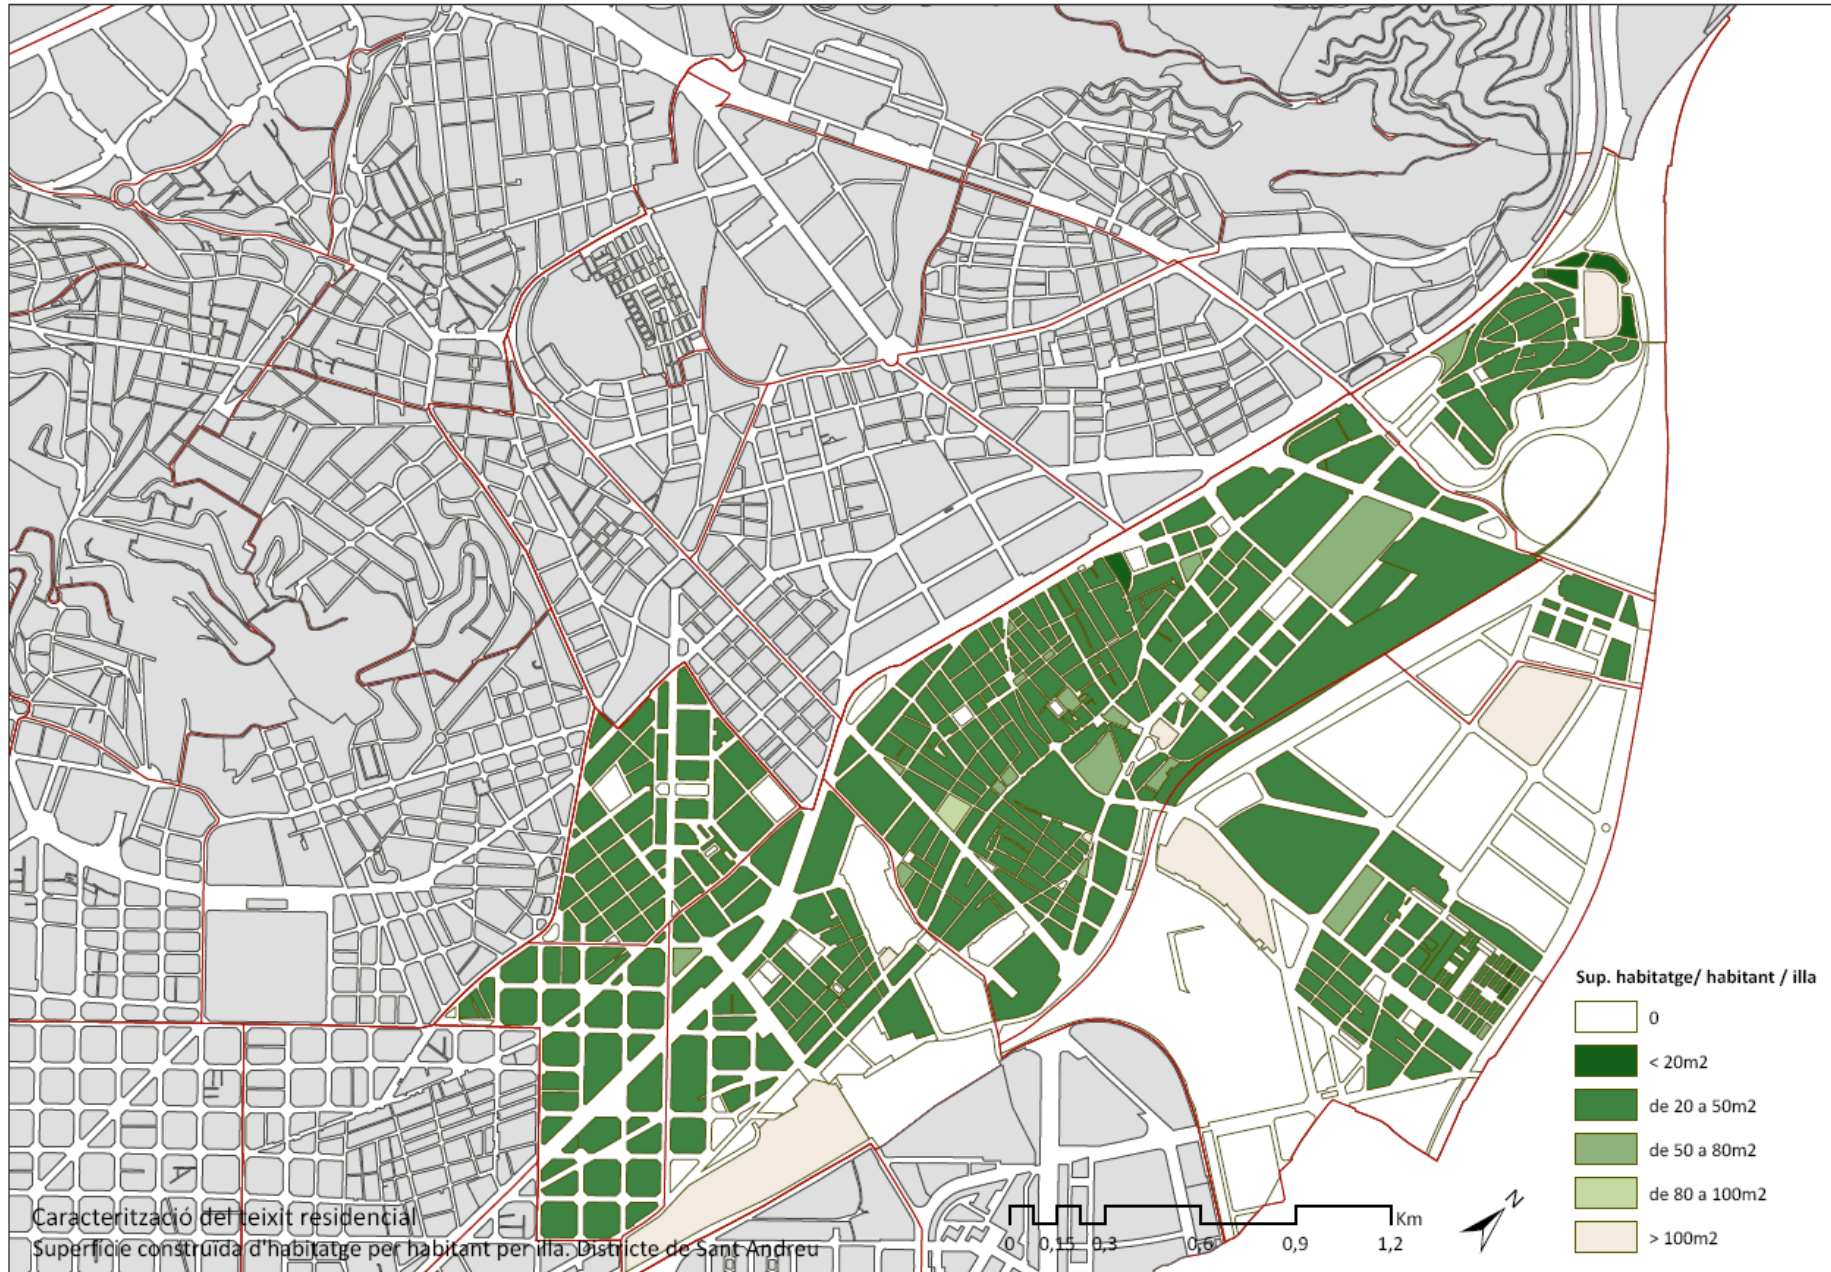 Sup. habitatge/ habitant / illa
0
< 20m2
de 20 a 50m2
de 50 a 80m2
de 80 a 100m2
> 100m2
N
Km
0 0,15 0,3 0,6 0,9 1,2
Caracterització del teixit residencial
Superfície construïda d'habitatge per habitant per illa. Districte de Sant Andreu